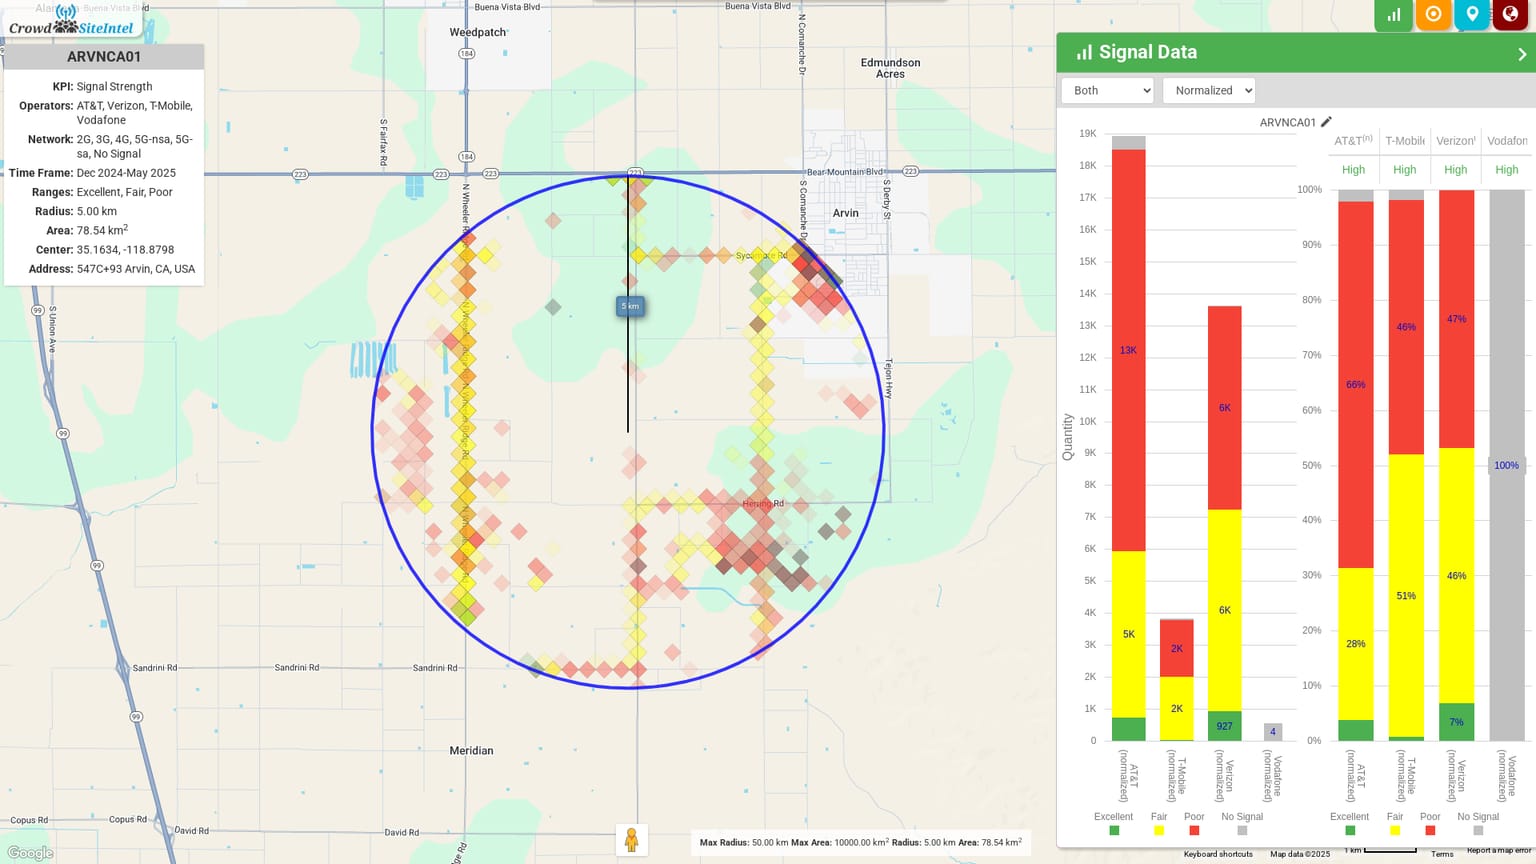 Buena Vista Blvd
Buena Vista Blvd
Buena Vista Blvd
Crowd SiteIntel
ARVNCA01
KPI: Signal Strength
Operators: AT&T, Verizon, T-Mobile,
Vodafone
Network: 2G, 3G, 4G, 5G-nsa, 5G-
sa, No Signal
Time Frame: Dec 2024-May 2025
Ranges: Excellent, Fair, Poor
Radius: 5.00 km
Area: 78.54 km2
Center: 35.1634, -118.8798
Address: 547C+93 Arvin, CA, USA
Weedpatch
184
184
N Comanche Dr
Edmundson
Acres
S Fairfax Rd
223
223
223
223
223
Bear Mountain Blvd
S Comanche Dr
S Derby St
Arvin
N Wheeler Ridge Rd
Sycamore Rd
5 km
99
S Union Ave
Tejon Hwy
99
Herring Rd
99
Sandrini Rd
Sandrini Rd
Sandrini Rd
99
Meridian
Copus Rd
Copus Rd
David Rd
David Rd
Google
Max Radius: 50.00 km Max Area: 10000.00 km2 Radius: 5.00 km Area: 78.54 km2
Signal Data
Both
Normalized
ARVNCA01
Quantity
19K
18K
17K
16K
15K
14K
13K
12K
11K
10K
9K
8K
7K
6K
5K
4K
3K
2K
1K
0
13K
5K
2K
2K
6K
6K
927
4
AT&T
(normalized)
T-Mobile
(normalized)
Verizon
(normalized)
Vodafone
(normalized)
Excellent Fair Poor No Signal
AT&T(n) T-Mobile Verizon Vodafon
High High High High
100%
90%
80%
70%
60%
50%
40%
30%
20%
10%
0%
66%
28%
46%
51%
47%
46%
7%
100%
AT&T
(normalized)
T-Mobile
(normalized)
Verizon
(normalized)
Vodafone
(normalized)
Excellent Fair Poor No Signal
Keyboard shortcuts Map data ©2025 1 km Terms Report a map error